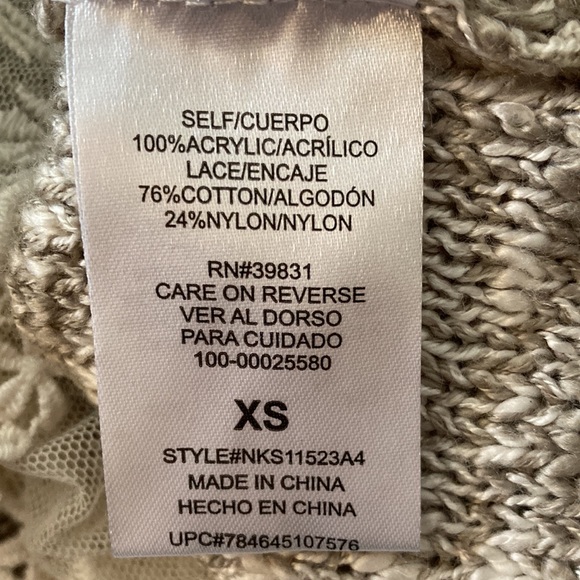 SELF/CUERPO
100%ACRYLIC/ACRÍLICO
LACE/ENCAJE
76%COTTON/ALGODÓN
24%NYLON/NYLON
RN#39831
CARE ON REVERSE
VER AL DORSO
PARA CUIDADO
100-00025580
XS
STYLE#NKS11523A4
MADE IN CHINA
HECHO EN CHINA
UPC#784645107576